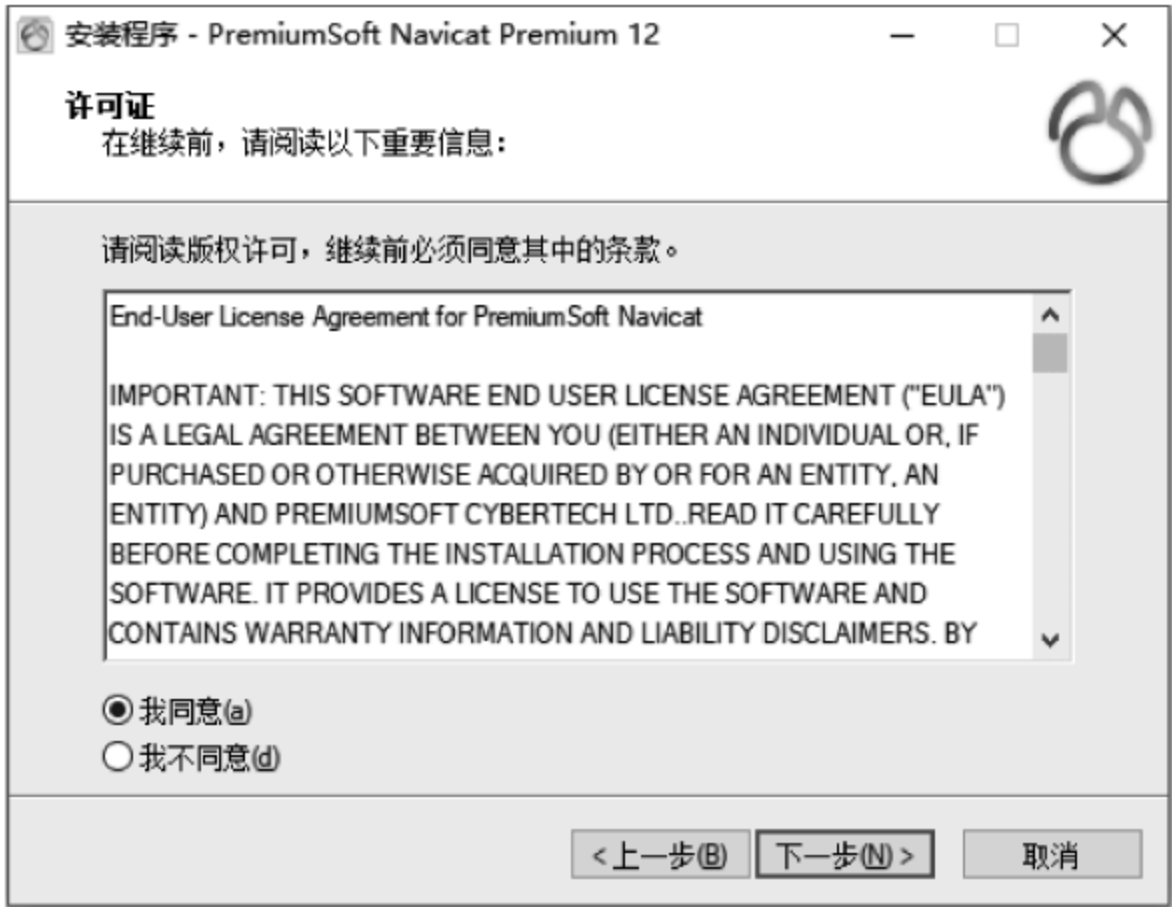 安装程序 - PremiumSoft Navicat Premium 12
许可证
在继续前，请阅读以下重要信息：
请阅读版权许可，继续前必须同意其中的条款。
End-User License Agreement for PremiumSoft Navicat
IMPORTANT: THIS SOFTWARE END USER LICENSE AGREEMENT ("EULA")
IS A LEGAL AGREEMENT BETWEEN YOU (EITHER AN INDIVIDUAL OR, IF
PURCHASED OR OTHERWISE ACQUIRED BY OR FOR AN ENTITY, AN
ENTITY) AND PREMIUMSOFT CYBERTECH LTD..READ IT CAREFULLY
BEFORE COMPLETING THE INSTALLATION PROCESS AND USING THE
SOFTWARE. IT PROVIDES A LICENSE TO USE THE SOFTWARE AND
CONTAINS WARRANTY INFORMATION AND LIABILITY DISCLAIMERS. BY
我同意(a)
我不同意(d)
<上一步(B) 下一步(N)> 取消